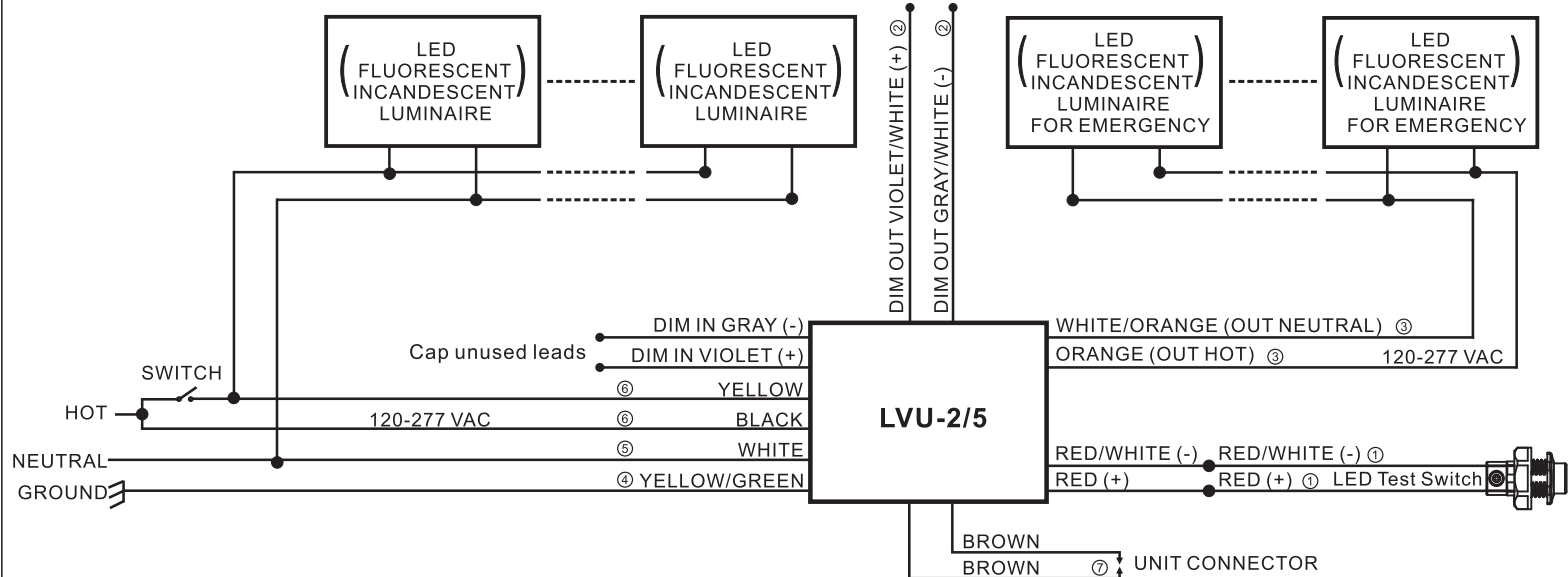 LED
FLUORESCENT
INCANDESCENT
LUMINAIRE
LED
FLUORESCENT
INCANDESCENT
LUMINAIRE
DIM OUT VIOLET/WHITE (+) ②
DIM OUT GRAY/WHITE (-) ②
LED
FLUORESCENT
INCANDESCENT
LUMINAIRE
FOR EMERGENCY
LED
FLUORESCENT
INCANDESCENT
LUMINAIRE
FOR EMERGENCY
DIM IN GRAY (-)
Cap unused leads
DIM IN VIOLET (+)
SWITCH
⑥ YELLOW
HOT
120-277 VAC ⑥ BLACK
⑤ WHITE
NEUTRAL
GROUND
④ YELLOW/GREEN
LVU-2/5
WHITE/ORANGE (OUT NEUTRAL) ③
ORANGE (OUT HOT) ③ 120-277 VAC
RED/WHITE (-) RED/WHITE (-) ①
RED (+) RED (+) ① LED Test Switch
BROWN
BROWN ⑦ UNIT CONNECTOR